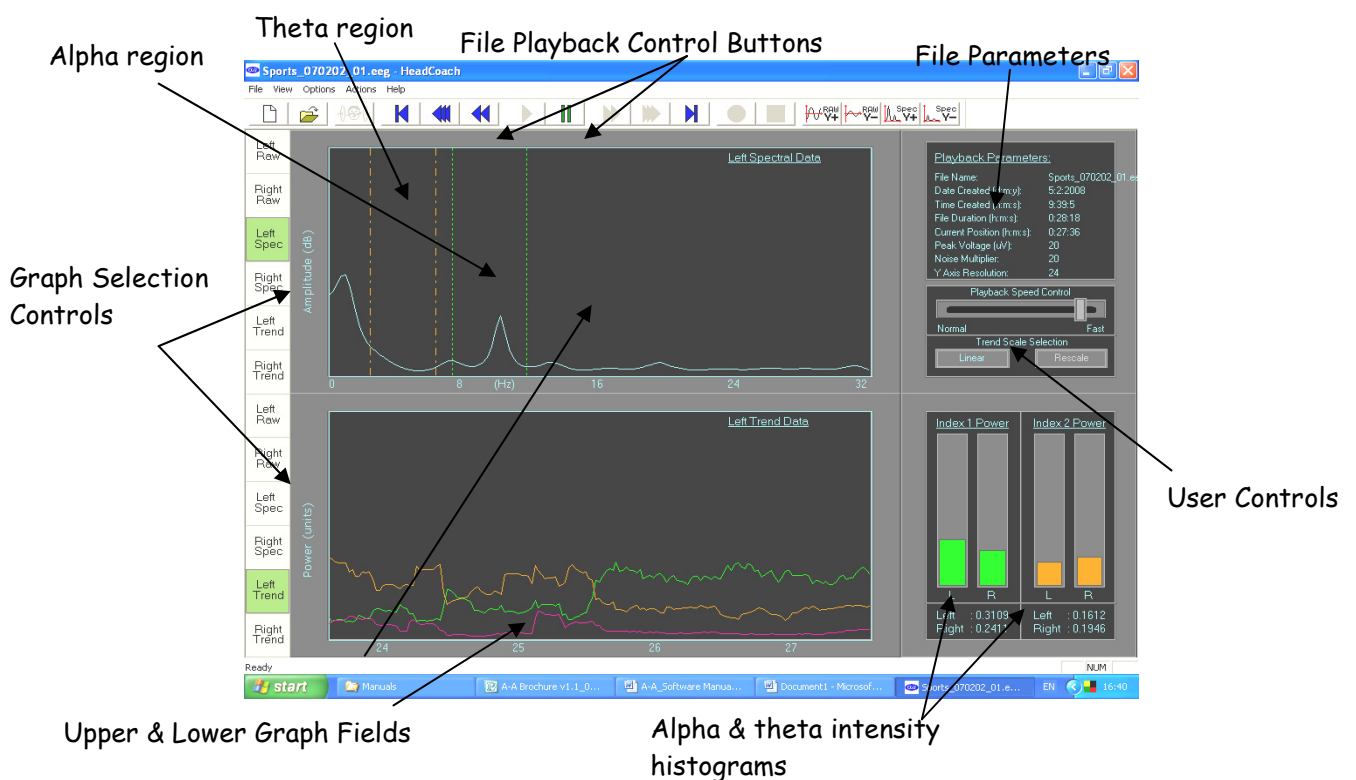 Theta region
File Playback Control Buttons
Alpha region
File Parameters
Sports_070202_01.eeg - HeadCoach
File View Options Actions Help
RAW Y+ RAW Y- Spec Y+ Spec Y-
Left Raw
Right Raw
Left Spec
Right Spec
Left Trend
Right Trend
Left Raw
Right Raw
Left Spec
Right Spec
Left Trend
Right Trend
Graph Selection
Controls
Left Spectral Data
Amplitude (dB)
0 8 (Hz) 16 24 32
Left Trend Data
Power (units)
24 25 26 27
Playback Parameters:
File Name: Sports_070202_01.ee
Date Created (d:m:y): 5:2:2008
Time Created (h:m:s): 9:39:5
File Duration (h:m:s): 0:28:18
Current Position (h:m:s): 0:27:36
Peak Voltage (uV): 20
Noise Multiplier: 20
Y Axis Resolution: 24
Playback Speed Control
Normal Fast
Trend Scale Selection
Linear Rescale
Index 1 Power Index 2 Power
L R L R
Left : 0.3109 Left : 0.1612
Right : 0.2411 Right : 0.1946
User Controls
Ready NUM
start Manuals A-A Brochure v1.1_0... A-A_Software Manua... Document1 - Microsof... Sports_070202_01.e... EN 16:40
Upper & Lower Graph Fields
Alpha & theta intensity
histograms